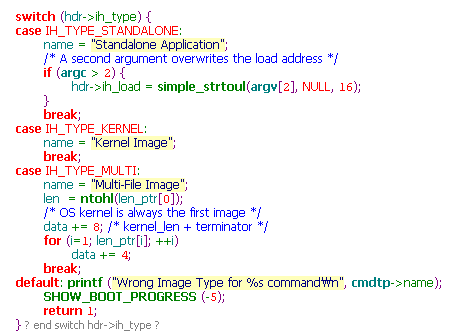 switch (hdr->ih_type) {
case IH_TYPE_STANDALONE:
name = "Standalone Application";
/* A second argument overwrites the load address */
if (argc > 2) {
hdr->ih_load = simple_strtoul(argv[2], NULL, 16);
}
break;
case IH_TYPE_KERNEL:
name = "Kernel Image";
break;
case IH_TYPE_MULTI:
name = "Multi-File Image";
len = ntohl(len_ptr[0]);
/* OS kernel is always the first image */
data += 8; /* kernel_len + terminator */
for (i=1; len_ptr[i]; ++i)
data += 4;
break;
default: printf ("Wrong Image Type for %s command₩n", cmdtp->name);
SHOW_BOOT_PROGRESS (-5);
return 1;
} ? end switch hdr->ih_type ?